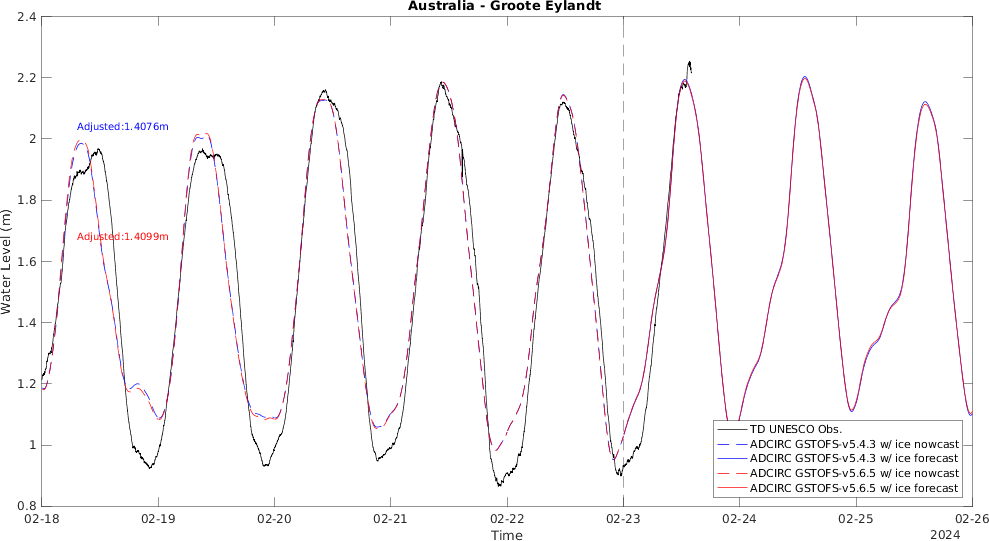 Australia - Groote Eylandt
2.4
2.2
2
1.8
1.6
1.4
1.2
1
0.8
Water Level (m)
Adjusted:1.4076m
Adjusted:1.4099m
TD UNESCO Obs.
ADCIRC GSTOFS-v5.4.3 w/ ice nowcast
ADCIRC GSTOFS-v5.4.3 w/ ice forecast
ADCIRC GSTOFS-v5.6.5 w/ ice nowcast
ADCIRC GSTOFS-v5.6.5 w/ ice forecast
02-18 02-19 02-20 02-21 02-22 02-23 02-24 02-25 02-26
Time
2024